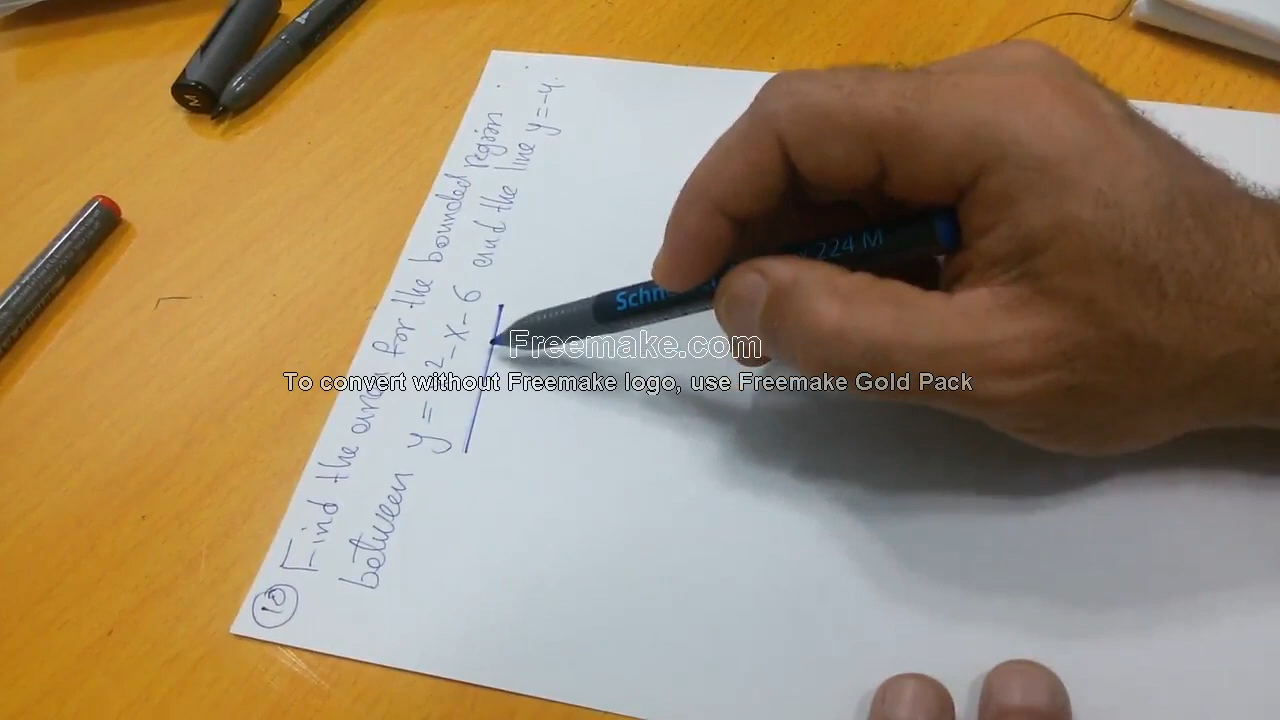 10 Find the area for the bounded region
between y = x² - x - 6 and the line y = -4.
Schn 224 M
M
Freemake.com
To convert without Freemake logo, use Freemake Gold Pack